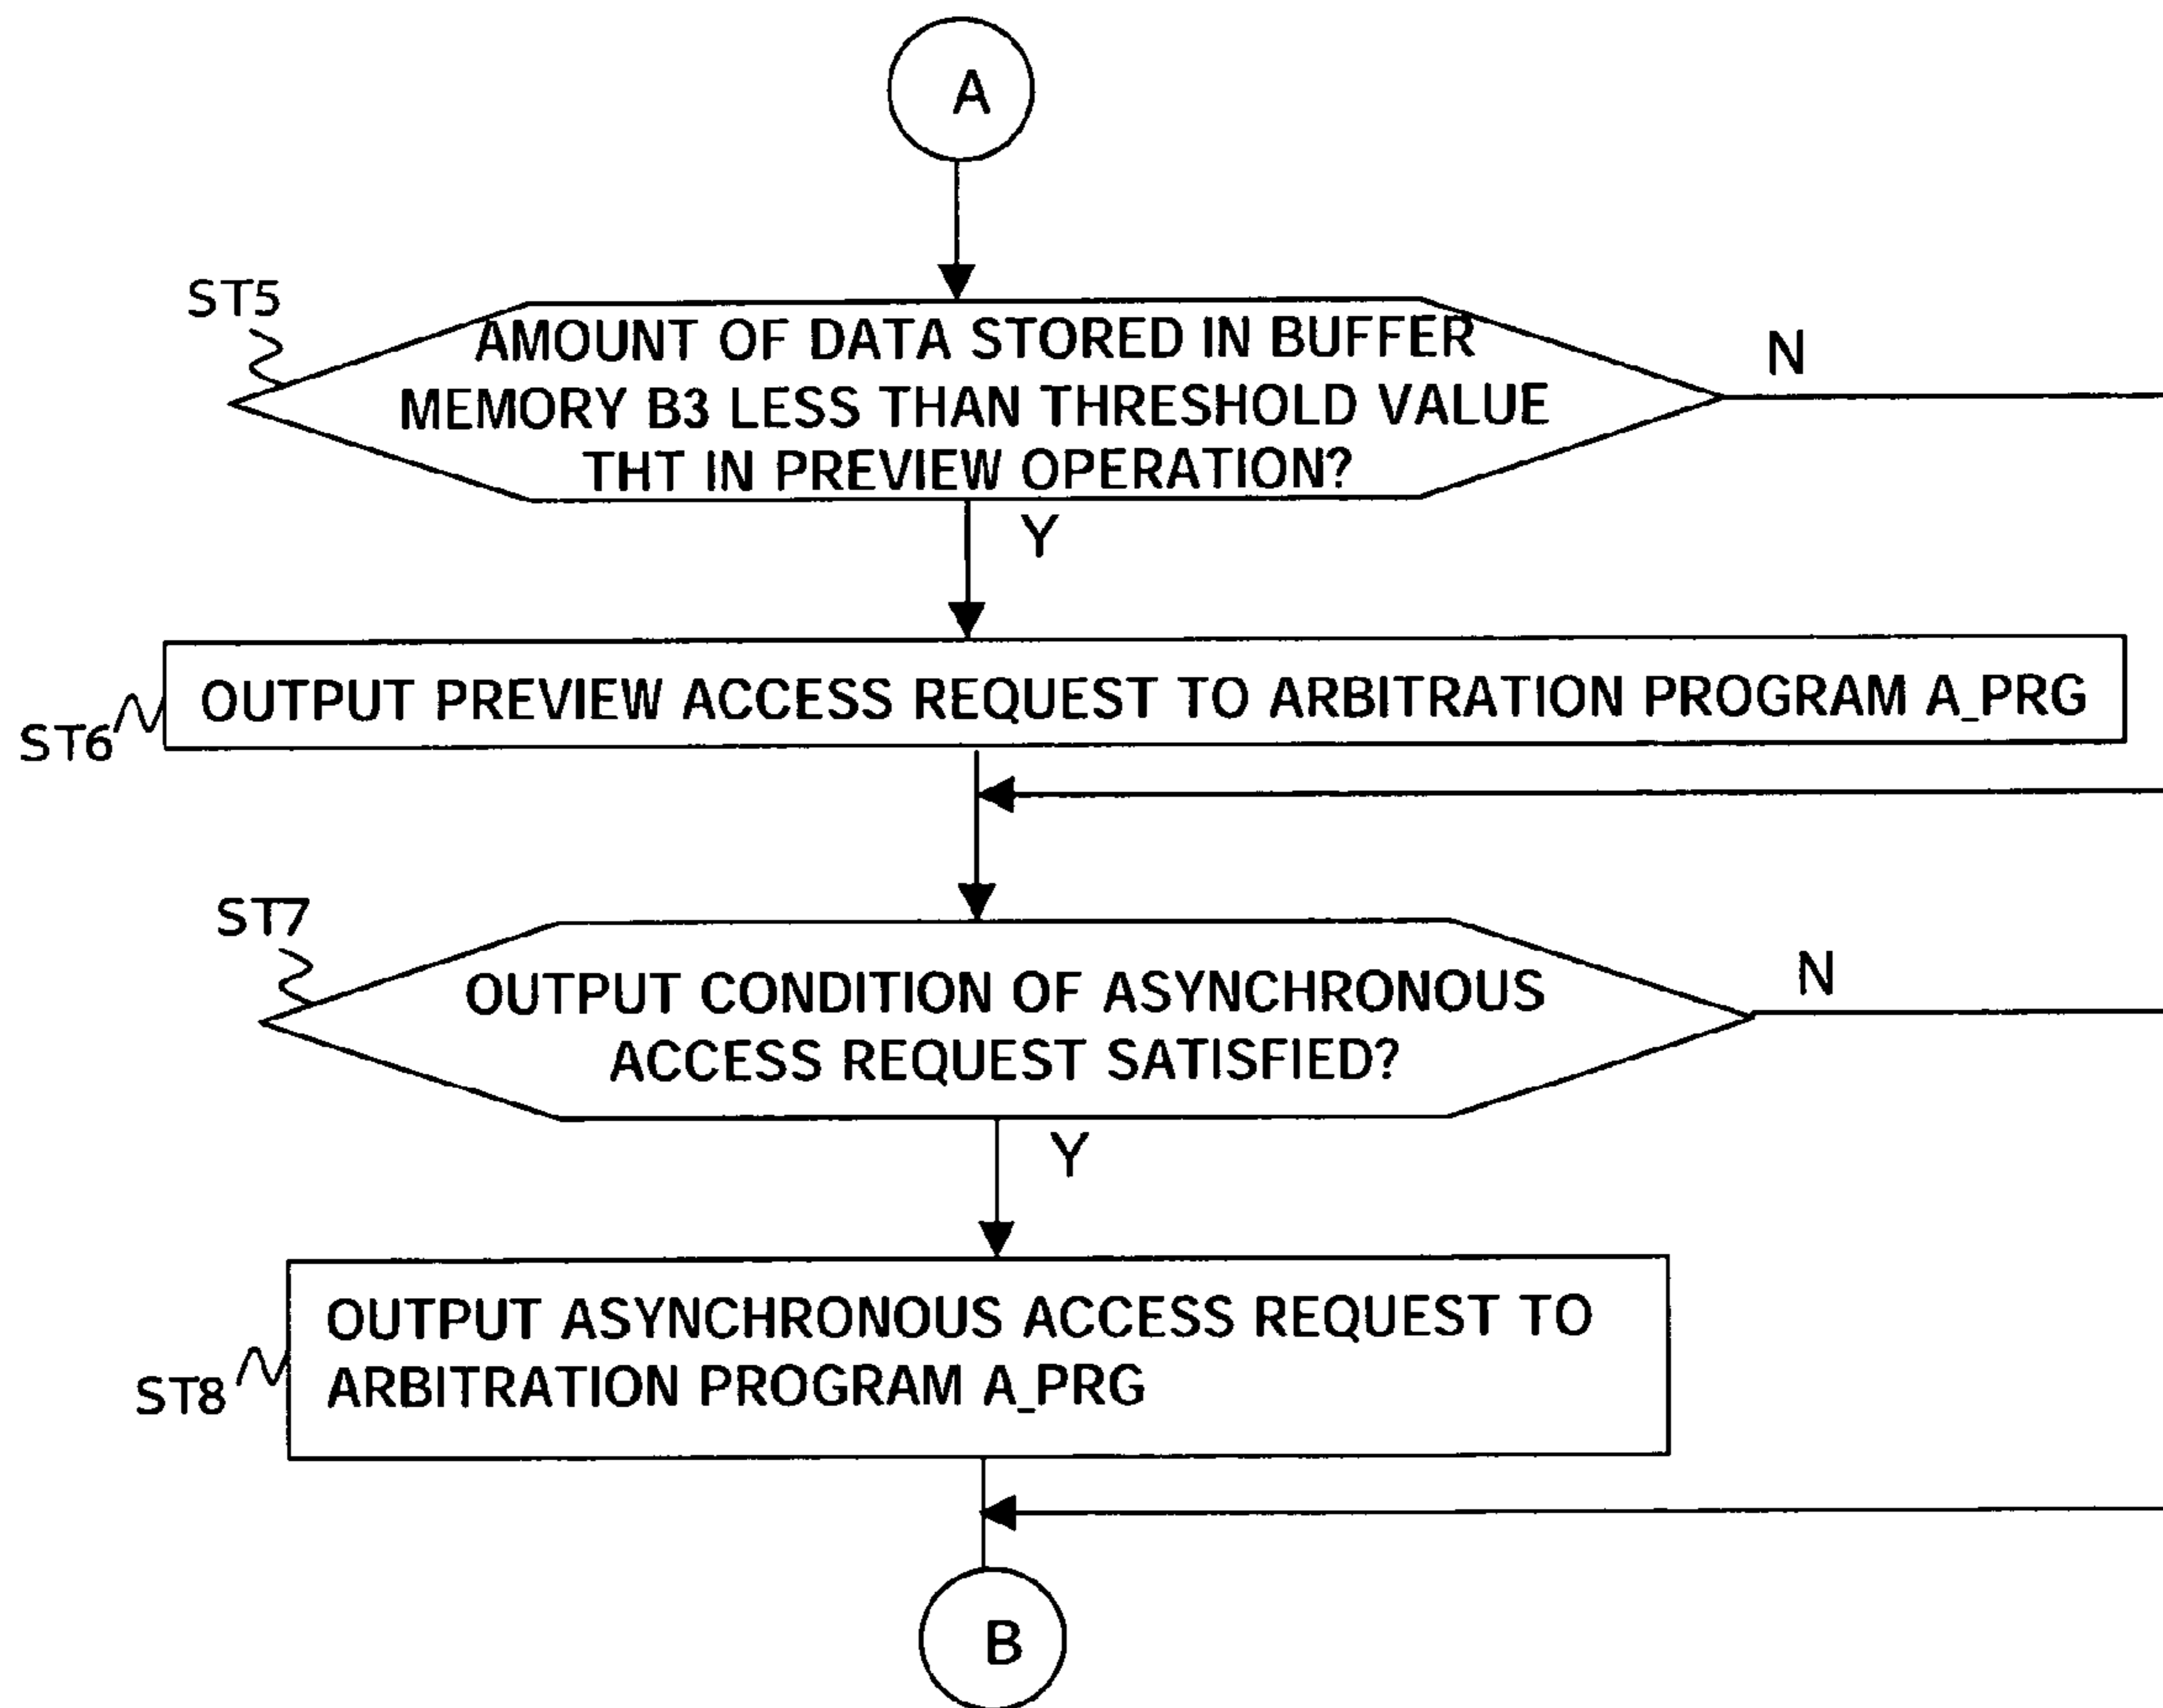 A
ST5
AMOUNT OF DATA STORED IN BUFFER
MEMORY B3 LESS THAN THRESHOLD VALUE
THT IN PREVIEW OPERATION?
N
Y
OUTPUT PREVIEW ACCESS REQUEST TO ARBITRATION PROGRAM A_PRG
ST6
ST7
OUTPUT CONDITION OF ASYNCHRONOUS
ACCESS REQUEST SATISFIED?
N
Y
OUTPUT ASYNCHRONOUS ACCESS REQUEST TO
ARBITRATION PROGRAM A_PRG
ST8
B